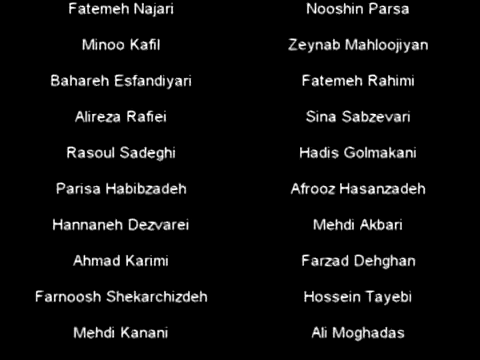 Fatemeh Najari Nooshin Parsa
Minoo Kafil Zeynab Mahloojiyan
Bahareh Esfandiyari Fatemeh Rahimi
Alireza Rafiei Sina Sabzevari
Rasoul Sadeghi Hadis Golmakani
Parisa Habibzadeh Afrooz Hasanzadeh
Hannaneh Dezvarei Mehdi Akbari
Ahmad Karimi Farzad Dehghan
Farnoosh Shekarchizdeh Hossein Tayebi
Mehdi Kanani Ali Moghadas